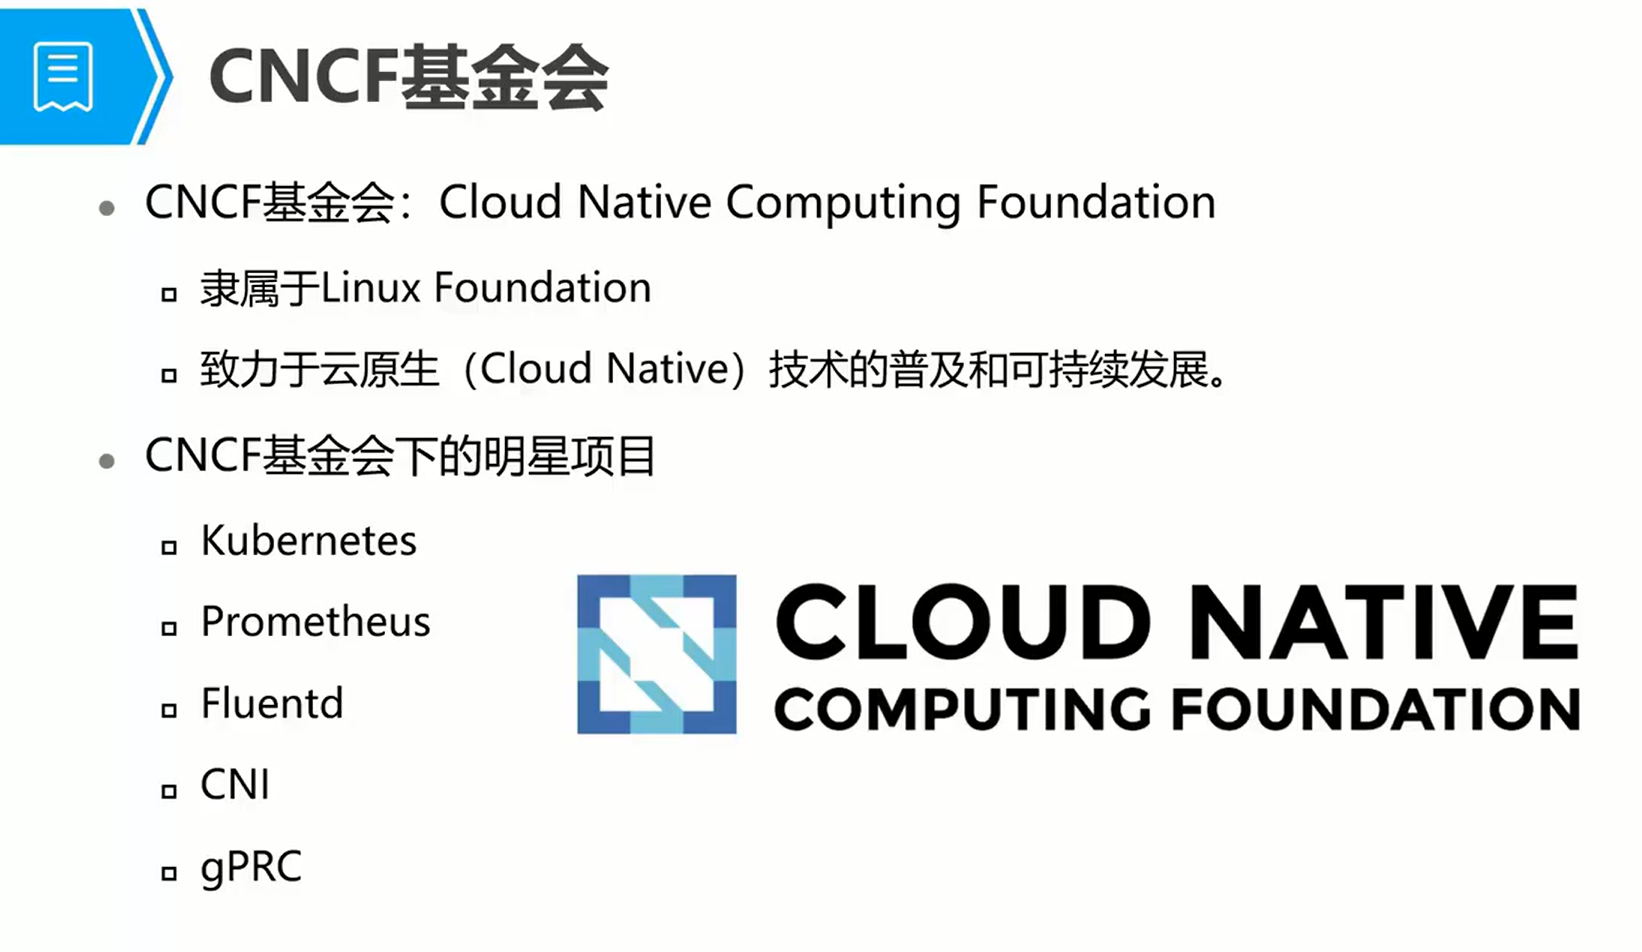 CNCF基金会
CNCF基金会：Cloud Native Computing Foundation
隶属于Linux Foundation
致力于云原生（Cloud Native）技术的普及和可持续发展。
CNCF基金会下的明星项目
Kubernetes
Prometheus
Fluentd
CNI
gPRC
CLOUD NATIVE
COMPUTING FOUNDATION